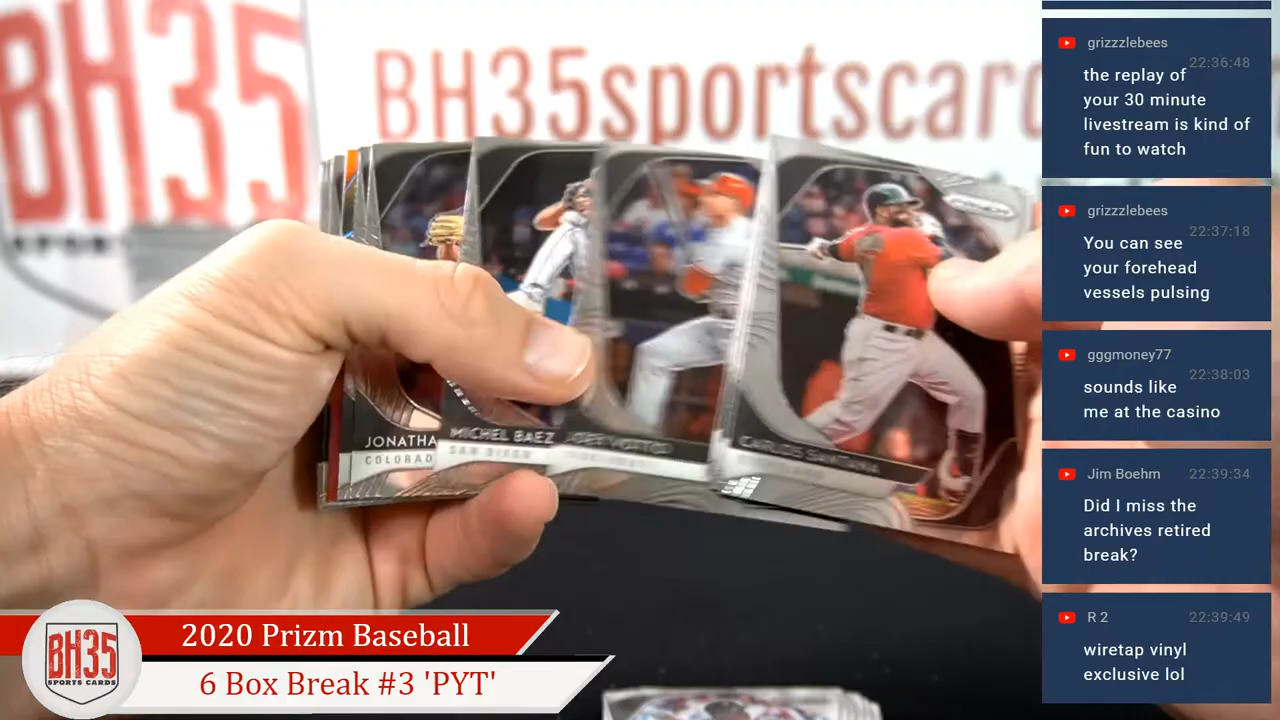 BH35
SPORTS
BH35sportscar
JONATHA
COLORAD
MICHEL BAEZ
SAN DIEGO
JOEY VOTTO
CARLOS SANTANA
2020 Prizm Baseball
6 Box Break #3 'PYT'
BH35
SPORTS CARDS
grizzzlebees
22:36:48
the replay of
your 30 minute
livestream is kind of
fun to watch
grizzzlebees
22:37:18
You can see
your forehead
vessels pulsing
gggmoney77
22:38:03
sounds like
me at the casino
Jim Boehm 22:39:34
Did I miss the
archives retired
break?
R 2 22:39:49
wiretap vinyl
exclusive lol